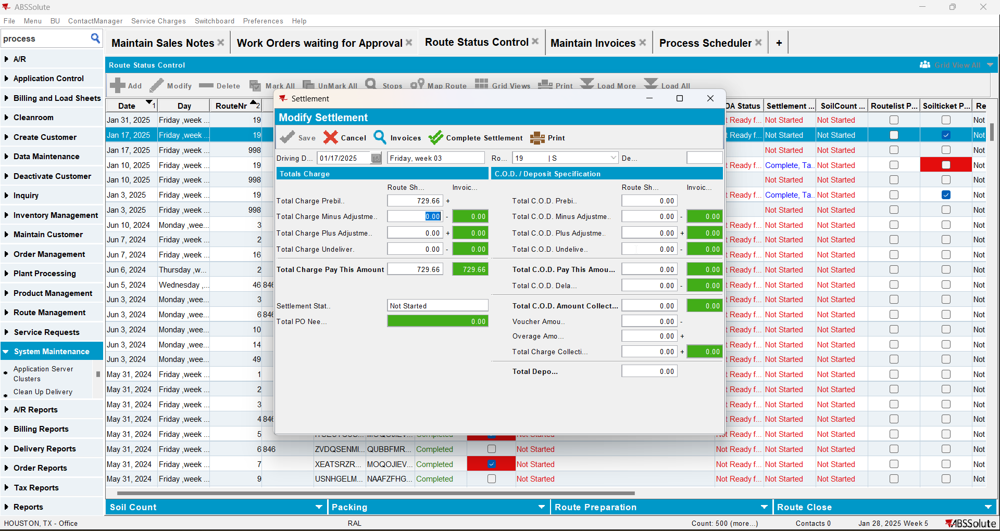 ABSSolute
File Menu BU ContactManager Service Charges Switchboard Preferences Help
process
Maintain Sales Notes Work Orders waiting for Approval Route Status Control Maintain Invoices Process Scheduler +
Route Status Control Grid View All
Add Modify Delete Mark All UnMark All Stops Map Route Grid Views Print Load More Load All
A/R
Application Control
Billing and Load Sheets
Cleanroom
Create Customer
Data Maintenance
Deactivate Customer
Inquiry
Inventory Management
Maintain Customer
Order Management
Plant Processing
Product Management
Route Management
Service Requests
System Maintenance
Application Server
Clusters
Clean Up Delivery
A/R Reports
Billing Reports
Delivery Reports
Order Reports
Tax Reports
Reports
Date 1 Day RouteNr 2 DA Status Settlement ... SoilCount ... Routelist P... Soilticket P... Re
Jan 31, 2025 Friday ,week ... 19 t Ready f... Not Started Not Started Not
Jan 17, 2025 Friday ,week ... 19 t Ready f... Not Started Not Started Not
Jan 17, 2025 Friday ,week ... 998 Not Started Not Started Not
Jan 10, 2025 Friday ,week ... 19 t Ready f... Complete, Ta.. Not Started Not
Jan 10, 2025 Friday ,week ... 998 Not Started Not Started Not
Jan 3, 2025 Friday ,week ... 19 t Ready f... Complete, Ta.. Not Started Not
Jan 3, 2025 Friday ,week ... 998 Not Started Not Started Not
Jun 10, 2024 Monday ,wee... 3 t Ready f... Not Started Not Started Not
Jun 7, 2024 Friday ,week ... 2 t Ready f... Not Started Not Started Not
Jun 7, 2024 Friday ,week ... 16 t Ready f... Not Started Not Started Not
Jun 6, 2024 Thursday ,w... 2 t Ready f... Not Started Not Started Not
Jun 5, 2024 Wednesday ,... 46 846 t Ready f... Not Started Not Started Not
Jun 3, 2024 Monday ,wee... 3 t Ready f... Not Started Not Started Not
Jun 3, 2024 Monday ,wee... 6 846 t Ready f... Not Started Not Started Not
Jun 3, 2024 Monday ,wee... 10 t Ready f... Not Started Not Started Not
Jun 3, 2024 Monday ,wee... 14 t Ready f... Not Started Not Started Not
Jun 3, 2024 Monday ,wee... 49 t Ready f... Not Started Not Started Not
May 31, 2024 Friday ,week ... 1 t Ready f... Not Started Not Started Not
May 31, 2024 Friday ,week ... 2 t Ready f... Not Started Not Started Not
May 31, 2024 Friday ,week ... 3 t Ready f... Not Started Not Started Not
May 31, 2024 Friday ,week ... 4 846 t Ready f... Not Started Not Started Not
May 31, 2024 Friday ,week ... 5 Completed Not Started Not Ready f... Not Started Not Started Not
May 31, 2024 Friday ,week ... 6 846 ZVDQSENMI... QUBBFMR... Completed Not Started Not Ready f... Not Started Not Started Not
May 31, 2024 Friday ,week ... 7 XEATSRZR... MOQOJIEV... Completed Not Started Not Ready f... Not Started Not Started Not
May 31, 2024 Friday ,week ... 9 USNHGELM... NAAFZFHG... Completed Not Started Not Ready f... Not Started Not Started Not
Settlement
Modify Settlement
Save Cancel Invoices Complete Settlement Print
Driving D... 01/17/2025 16 Friday, week 03 Ro... 19 | S De...
Totals Charge C.O.D. / Deposit Specification
Route Sh... Invoic... Route Sh... Invoic...
Total Charge Prebil.. 729.66 + Total C.O.D. Prebi.. 0.00
Total Charge Minus Adjustme.. 0.00 - 0.00 Total C.O.D. Minus Adjustme.. 0.00 - 0.00
Total Charge Plus Adjustme.. 0.00 + 0.00 Total C.O.D. Plus Adjustme.. 0.00 + 0.00
Total Charge Undeliver. 0.00 - 0.00 Total C.O.D. Undelive.. 0.00 - 0.00
Total Charge Pay This Amount 729.66 729.66 Total C.O.D. Pay This Amou... 0.00 0.00
Total C.O.D. Dela... 0.00 - 0.00
Settlement Stat.. Not Started Total C.O.D. Amount Collect... 0.00 0.00
Total PO Nee... 0.00 Voucher Amou.. 0.00 -
Overage Amo... 0.00 +
Total Charge Collecti... 0.00 + 0.00
Total Depo... 0.00
Soil Count Packing Route Preparation Route Close
HOUSTON, TX - Office RAL Count: 500 (more...) Contacts 0 Jan 28, 2025 Week 5 ABSSolute